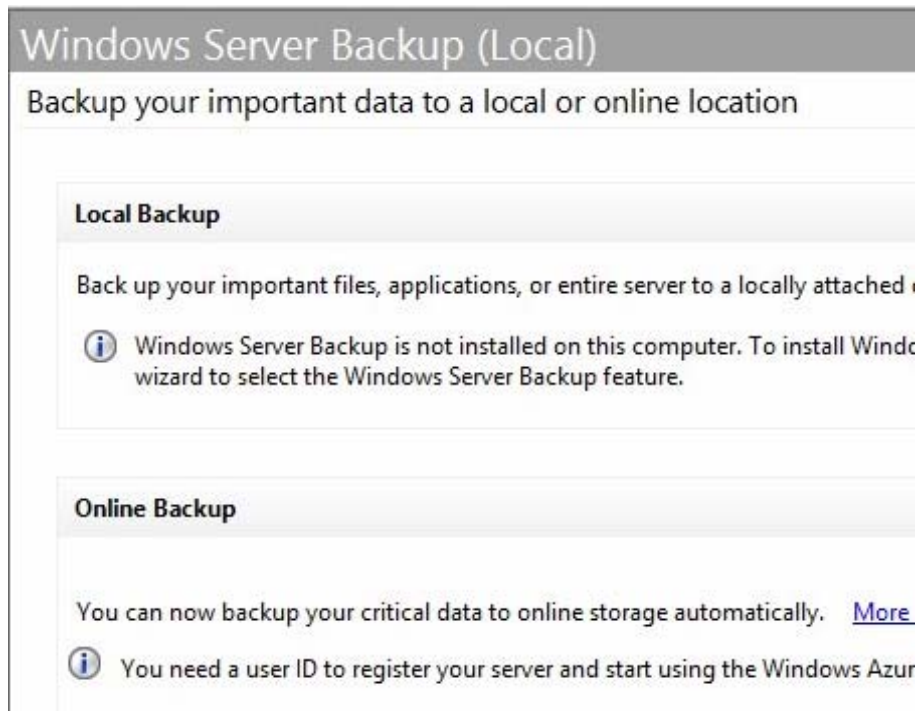 Windows Server Backup (Local)
Backup your important data to a local or online location
Local Backup
Back up your important files, applications, or entire server to a locally attached
Windows Server Backup is not installed on this computer. To install
wizard to select the Windows Server Backup feature.
Online Backup
You can now backup your critical data to online storage automatically. More
You need a user ID to register your server and start using the Windows